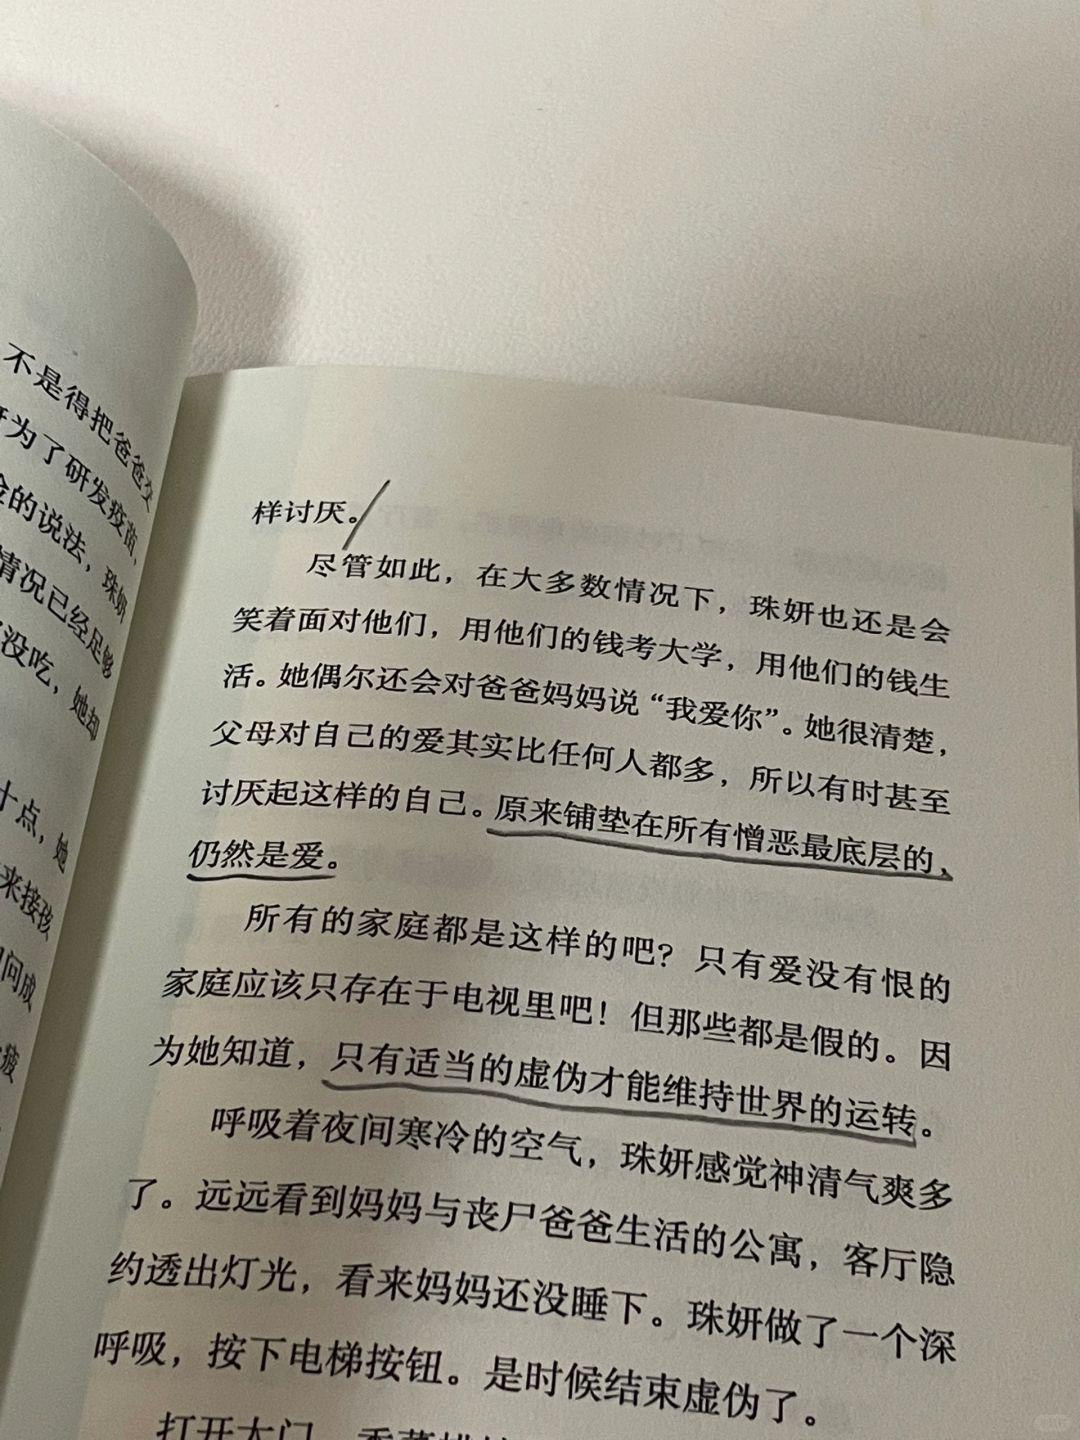 不是得把爸爸交
为了研发疫苗，
的说法，珠妍
情况已经足够
没吃，她却
十点，她
来接孩
问成
疲
样讨厌。
尽管如此，在大多数情况下，珠妍也还是会
笑着面对他们，用他们的钱考大学，用他们的钱生
活。她偶尔还会对爸爸妈妈说“我爱你”。她很清楚，
父母对自己的爱其实比任何人都多，所以有时甚至
讨厌起这样的自己。原来铺垫在所有憎恶最底层的，
仍然是爱。
所有的家庭都是这样的吧？只有爱没有恨的
家庭应该只存在于电视里吧！但那些都是假的。因
为她知道，只有适当的虚伪才能维持世界的运转。
呼吸着夜间寒冷的空气，珠妍感觉神清气爽多
了。远远看到妈妈与丧尸爸爸生活的公寓，客厅隐
约透出灯光，看来妈妈还没睡下。珠妍做了一个深
呼吸，按下电梯按钮。是时候结束虚伪了。
打开大门，